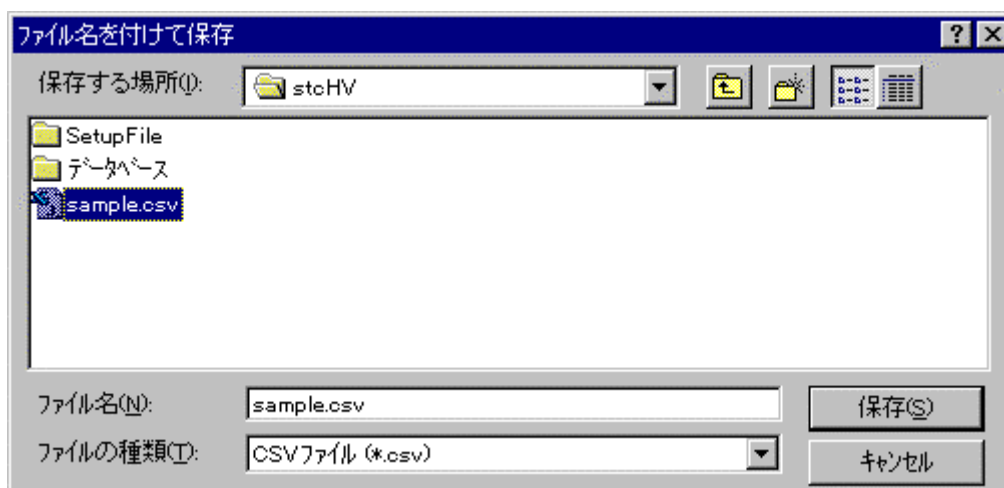 ファイル名を付けて保存
保存する場所(I): stcHV
SetupFile
データベース
sample.csv
ファイル名(N): sample.csv 保存(S)
ファイルの種類(T): CSVファイル (*.csv) キャンセル